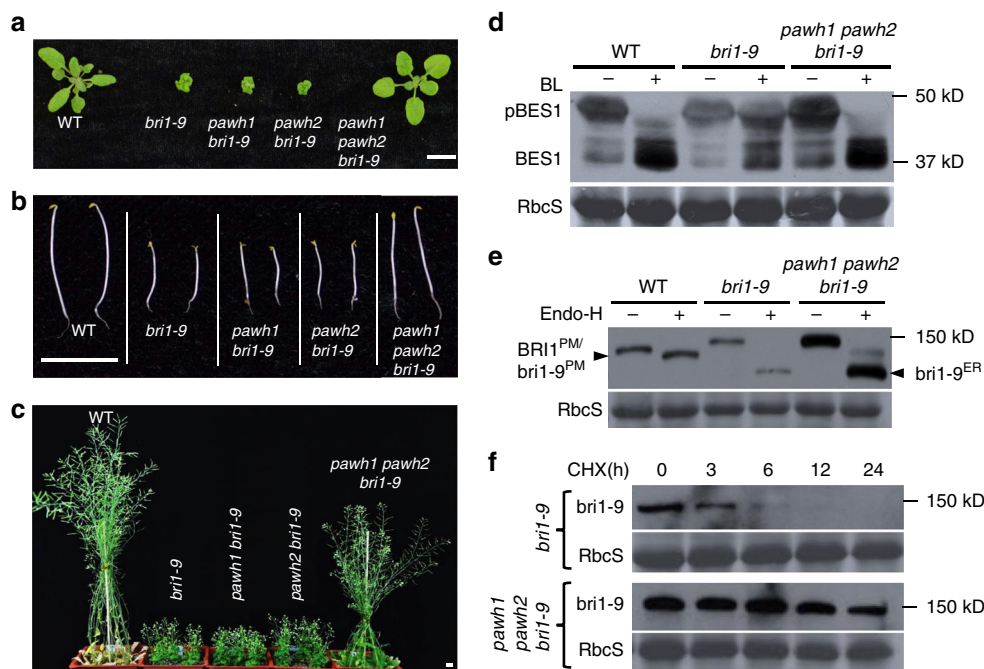 a
WT
bri1-9
pawh1
bri1-9
pawh2
bri1-9
pawh1
pawh2
bri1-9
b
WT
bri1-9
pawh1
bri1-9
pawh2
bri1-9
pawh1
pawh2
bri1-9
c
WT
bri1-9
pawh1 bri1-9
pawh2 bri1-9
pawh1 pawh2
bri1-9
d
WT
bri1-9
pawh1 pawh2
bri1-9
BL
− + − + − +
pBES1
50 kD
BES1
37 kD
RbcS
e
WT
bri1-9
pawh1 pawh2
bri1-9
Endo-H
− + − + − +
150 kD
BRI1PM/
bri1-9PM
bri1-9ER
RbcS
f
CHX(h) 0 3 6 12 24
bri1-9
bri1-9
150 kD
RbcS
pawh1
pawh2
bri1-9
bri1-9
150 kD
RbcS